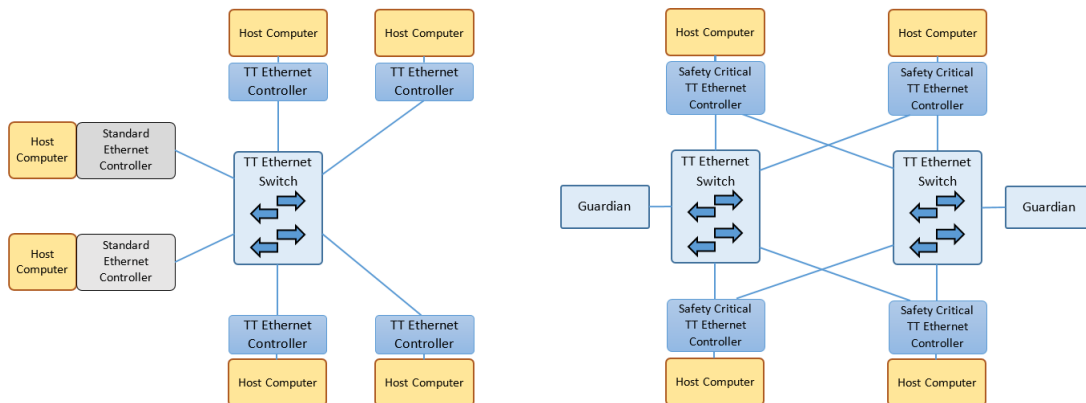 Host Computer
Host Computer
TT Ethernet
Controller
TT Ethernet
Controller
Host
Computer
Standard
Ethernet
Controller
TT Ethernet
Switch
Host
Computer
Standard
Ethernet
Controller
TT Ethernet
Controller
TT Ethernet
Controller
Host Computer
Host Computer
Host Computer
Host Computer
Safety Critical
TT Ethernet
Controller
Safety Critical
TT Ethernet
Controller
Guardian
TT Ethernet
Switch
TT Ethernet
Switch
Guardian
Safety Critical
TT Ethernet
Controller
Safety Critical
TT Ethernet
Controller
Host Computer
Host Computer